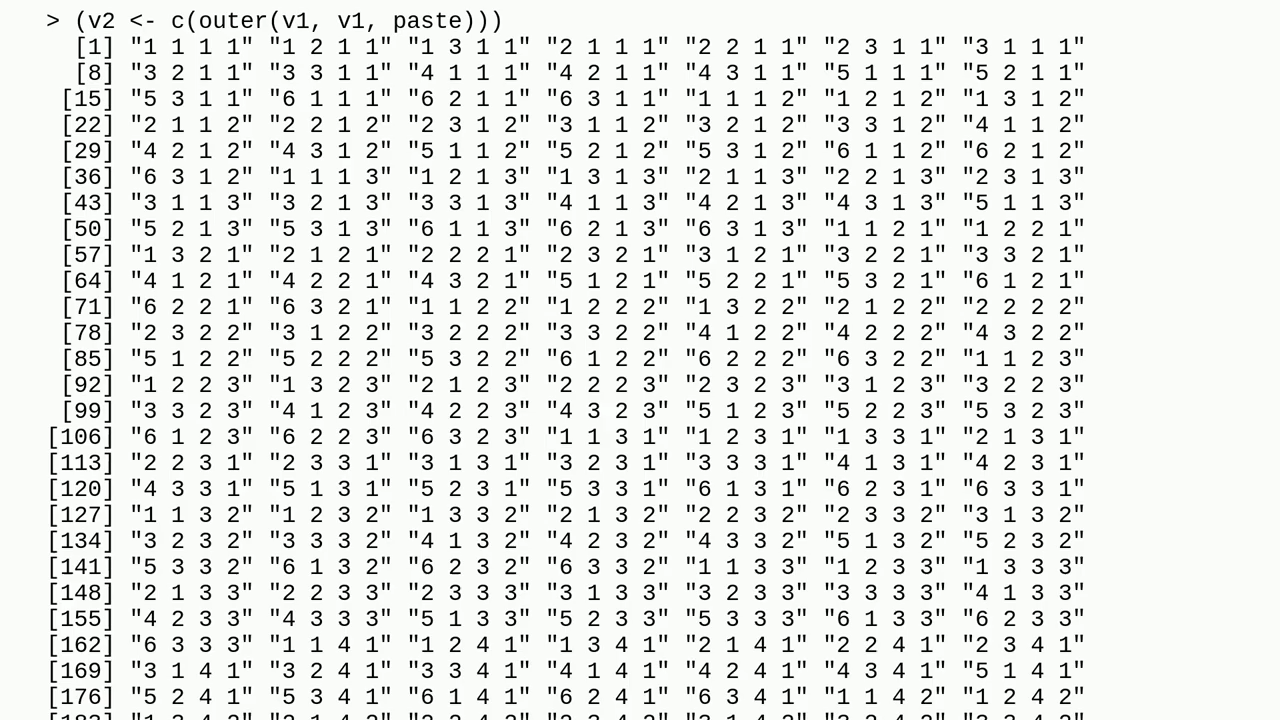 > (v2 <- c(outer(v1, v1, paste)))
[1] "1 1 1 1" "1 2 1 1" "1 3 1 1" "2 1 1 1" "2 2 1 1" "2 3 1 1" "3 1 1 1"
[8] "3 2 1 1" "3 3 1 1" "4 1 1 1" "4 2 1 1" "4 3 1 1" "5 1 1 1" "5 2 1 1"
[15] "5 3 1 1" "6 1 1 1" "6 2 1 1" "6 3 1 1" "1 1 1 2" "1 2 1 2" "1 3 1 2"
[22] "2 1 1 2" "2 2 1 2" "2 3 1 2" "3 1 1 2" "3 2 1 2" "3 3 1 2" "4 1 1 2"
[29] "4 2 1 2" "4 3 1 2" "5 1 1 2" "5 2 1 2" "5 3 1 2" "6 1 1 2" "6 2 1 2"
[36] "6 3 1 2" "1 1 1 3" "1 2 1 3" "1 3 1 3" "2 1 1 3" "2 2 1 3" "2 3 1 3"
[43] "3 1 1 3" "3 2 1 3" "3 3 1 3" "4 1 1 3" "4 2 1 3" "4 3 1 3" "5 1 1 3"
[50] "5 2 1 3" "5 3 1 3" "6 1 1 3" "6 2 1 3" "6 3 1 3" "1 1 2 1" "1 2 2 1"
[57] "1 3 2 1" "2 1 2 1" "2 2 2 1" "2 3 2 1" "3 1 2 1" "3 2 2 1" "3 3 2 1"
[64] "4 1 2 1" "4 2 2 1" "4 3 2 1" "5 1 2 1" "5 2 2 1" "5 3 2 1" "6 1 2 1"
[71] "6 2 2 1" "6 3 2 1" "1 1 2 2" "1 2 2 2" "1 3 2 2" "2 1 2 2" "2 2 2 2"
[78] "2 3 2 2" "3 1 2 2" "3 2 2 2" "3 3 2 2" "4 1 2 2" "4 2 2 2" "4 3 2 2"
[85] "5 1 2 2" "5 2 2 2" "5 3 2 2" "6 1 2 2" "6 2 2 2" "6 3 2 2" "1 1 2 3"
[92] "1 2 2 3" "1 3 2 3" "2 1 2 3" "2 2 2 3" "2 3 2 3" "3 1 2 3" "3 2 2 3"
[99] "3 3 2 3" "4 1 2 3" "4 2 2 3" "4 3 2 3" "5 1 2 3" "5 2 2 3" "5 3 2 3"
[106] "6 1 2 3" "6 2 2 3" "6 3 2 3" "1 1 3 1" "1 2 3 1" "1 3 3 1" "2 1 3 1"
[113] "2 2 3 1" "2 3 3 1" "3 1 3 1" "3 2 3 1" "3 3 3 1" "4 1 3 1" "4 2 3 1"
[120] "4 3 3 1" "5 1 3 1" "5 2 3 1" "5 3 3 1" "6 1 3 1" "6 2 3 1" "6 3 3 1"
[127] "1 1 3 2" "1 2 3 2" "1 3 3 2" "2 1 3 2" "2 2 3 2" "2 3 3 2" "3 1 3 2"
[134] "3 2 3 2" "3 3 3 2" "4 1 3 2" "4 2 3 2" "4 3 3 2" "5 1 3 2" "5 2 3 2"
[141] "5 3 3 2" "6 1 3 2" "6 2 3 2" "6 3 3 2" "1 1 3 3" "1 2 3 3" "1 3 3 3"
[148] "2 1 3 3" "2 2 3 3" "2 3 3 3" "3 1 3 3" "3 2 3 3" "3 3 3 3" "4 1 3 3"
[155] "4 2 3 3" "4 3 3 3" "5 1 3 3" "5 2 3 3" "5 3 3 3" "6 1 3 3" "6 2 3 3"
[162] "6 3 3 3" "1 1 4 1" "1 2 4 1" "1 3 4 1" "2 1 4 1" "2 2 4 1" "2 3 4 1"
[169] "3 1 4 1" "3 2 4 1" "3 3 4 1" "4 1 4 1" "4 2 4 1" "4 3 4 1" "5 1 4 1"
[176] "5 2 4 1" "5 3 4 1" "6 1 4 1" "6 2 4 1" "6 3 4 1" "1 1 4 2" "1 2 4 2"